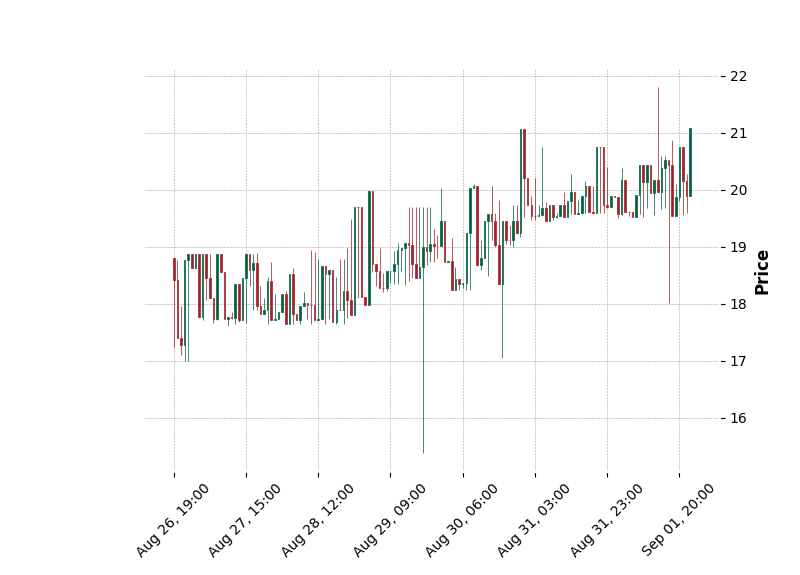 22
21
20
19
18
17
16
Price
Aug 26, 19:00
Aug 27, 15:00
Aug 28, 12:00
Aug 29, 09:00
Aug 30, 06:00
Aug 31, 03:00
Aug 31, 23:00
Sep 01, 20:00